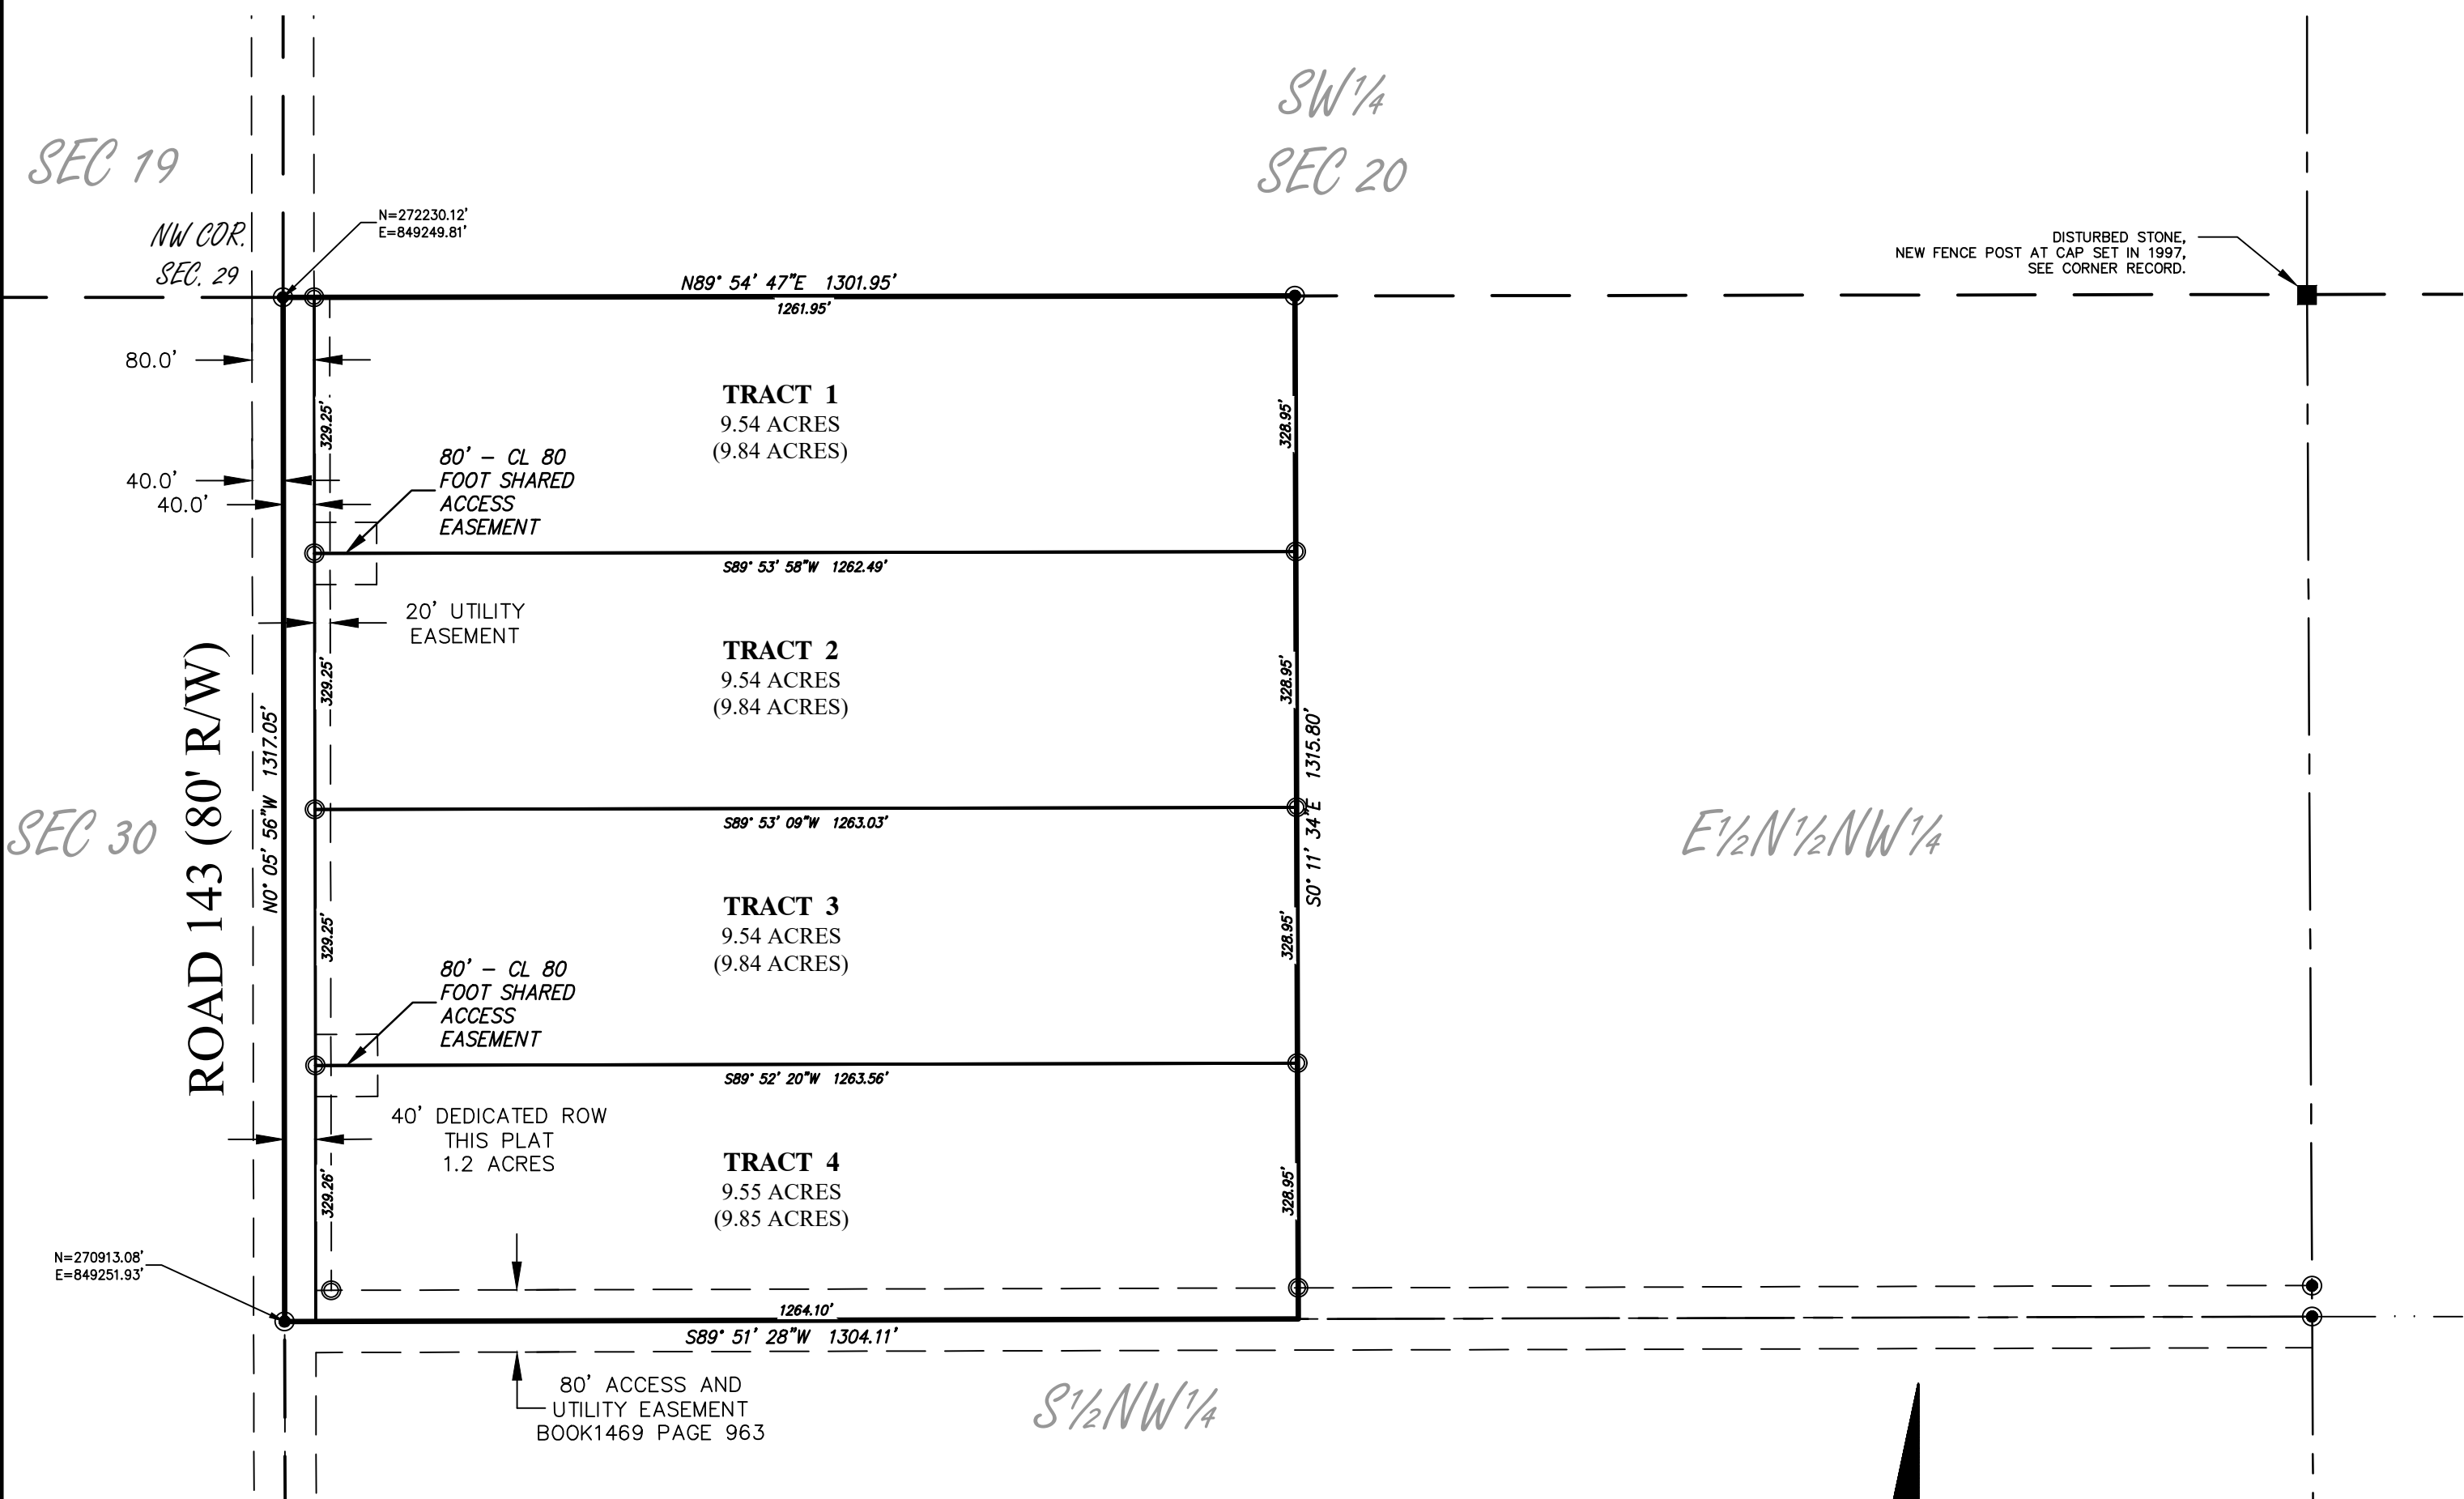 SW¼
SEC 20
SEC 19
NW COR.
SEC. 29
N=272230.12'
E=849249.81'
DISTURBED STONE,
NEW FENCE POST AT CAP SET IN 1997,
SEE CORNER RECORD.
N89° 54' 47"E 1301.95'
1261.95'
80.0'
TRACT 1
9.54 ACRES
(9.84 ACRES)
329.25'
328.95'
80' - CL 80
FOOT SHARED
ACCESS
EASEMENT
40.0'
40.0'
S89° 53' 58"W 1262.49'
20' UTILITY
EASEMENT
TRACT 2
9.54 ACRES
(9.84 ACRES)
329.25'
328.95'
ROAD 143 (80' R/W)
N0° 05' 56"W 1317.05'
S0° 11' 34"E 1315.80'
SEC 30
E½N½NW¼
S89° 53' 09"W 1263.03'
TRACT 3
9.54 ACRES
(9.84 ACRES)
329.25'
328.95'
80' - CL 80
FOOT SHARED
ACCESS
EASEMENT
S89° 52' 20"W 1263.56'
40' DEDICATED ROW
THIS PLAT
1.2 ACRES
TRACT 4
9.55 ACRES
(9.85 ACRES)
329.26'
328.95'
N=270913.08'
E=849251.93'
1264.10'
S89° 51' 28"W 1304.11'
80' ACCESS AND
UTILITY EASEMENT
BOOK1469 PAGE 963
S½NW¼